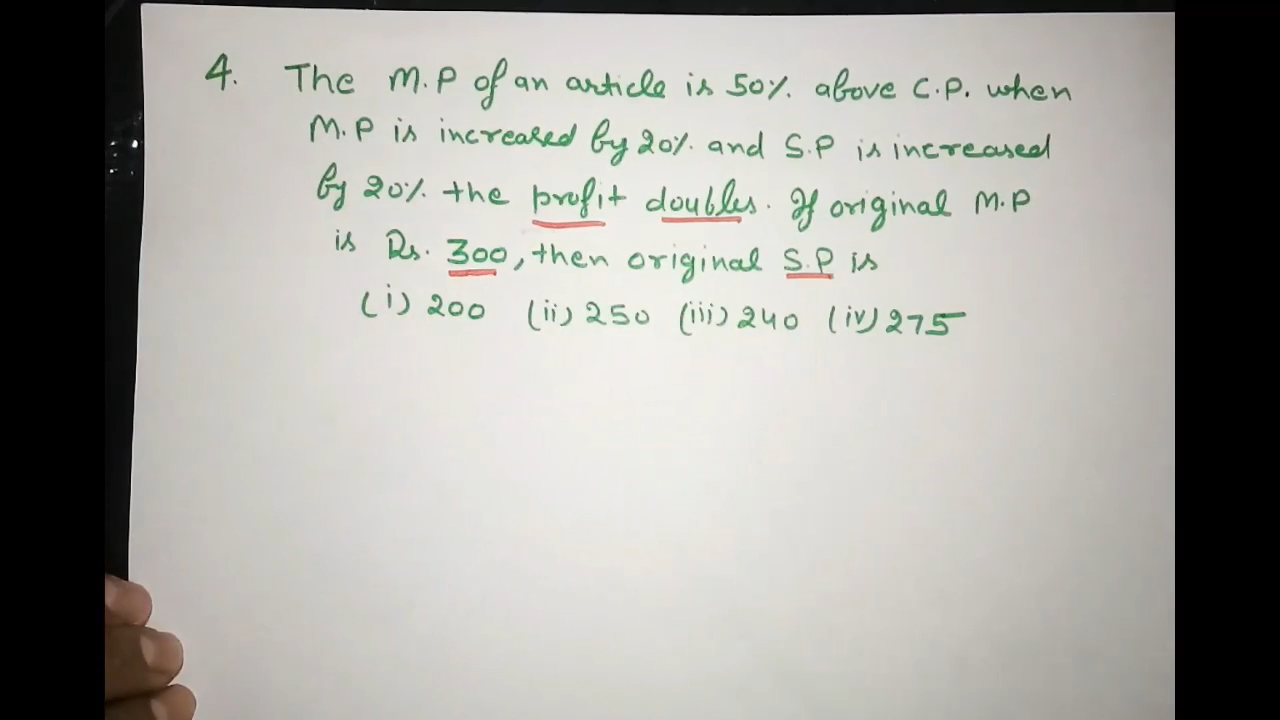 4. The M.P of an article is 50% above C.P. when
M.P is increased by 20% and S.P is increased
by 20% the profit doubles. If original M.P
is Rs. 300, then original S.P is
(i) 200 (ii) 250 (iii) 240 (iv) 275